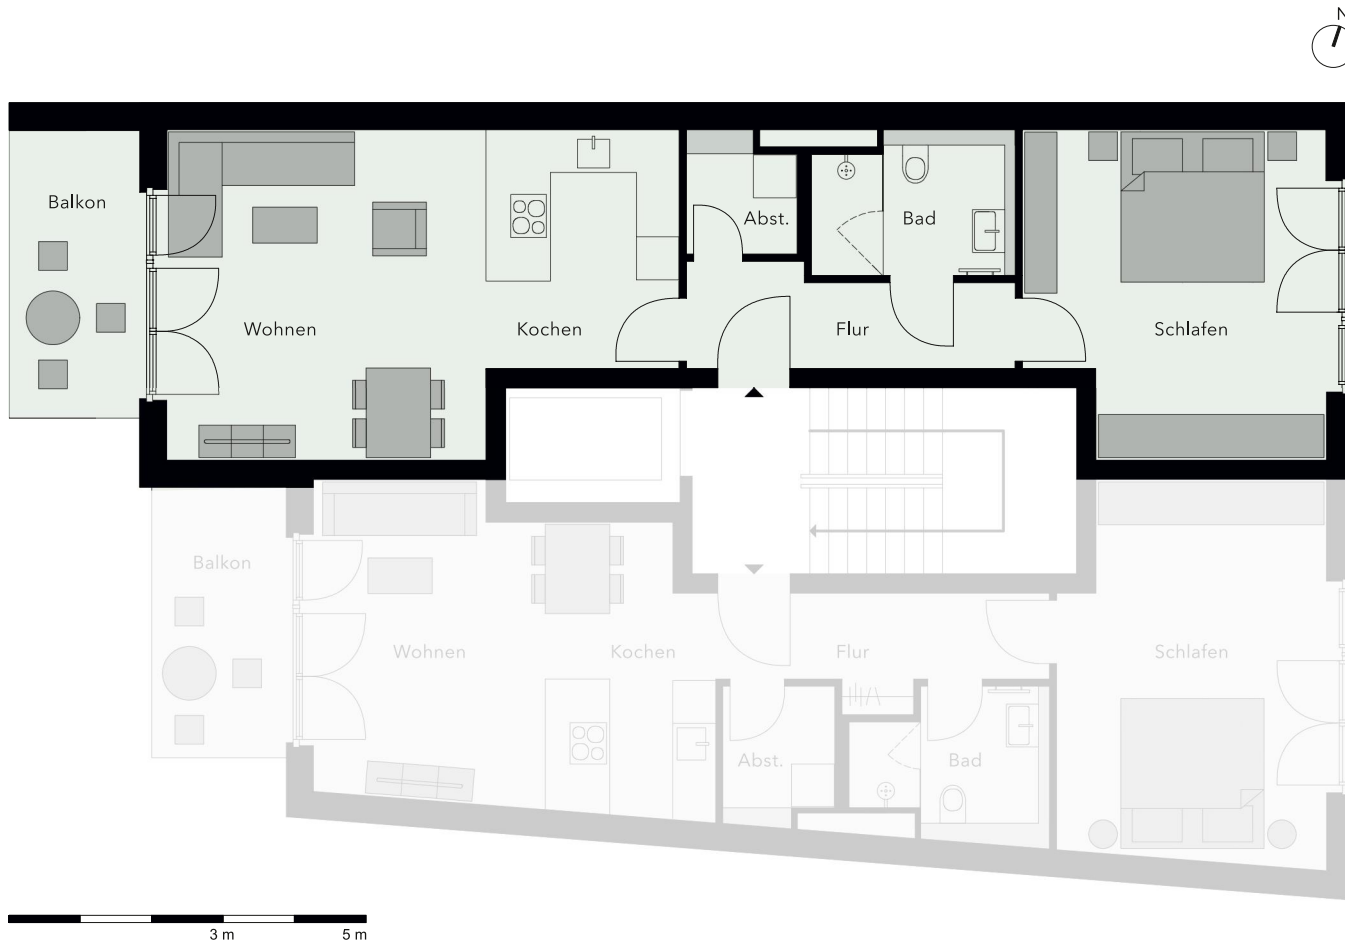 N
Balkon
Wohnen
Kochen
Abst.
Bad
Flur
Schlafen
Balkon
Wohnen
Kochen
Flur
Schlafen
Abst.
Bad
3 m
5 m